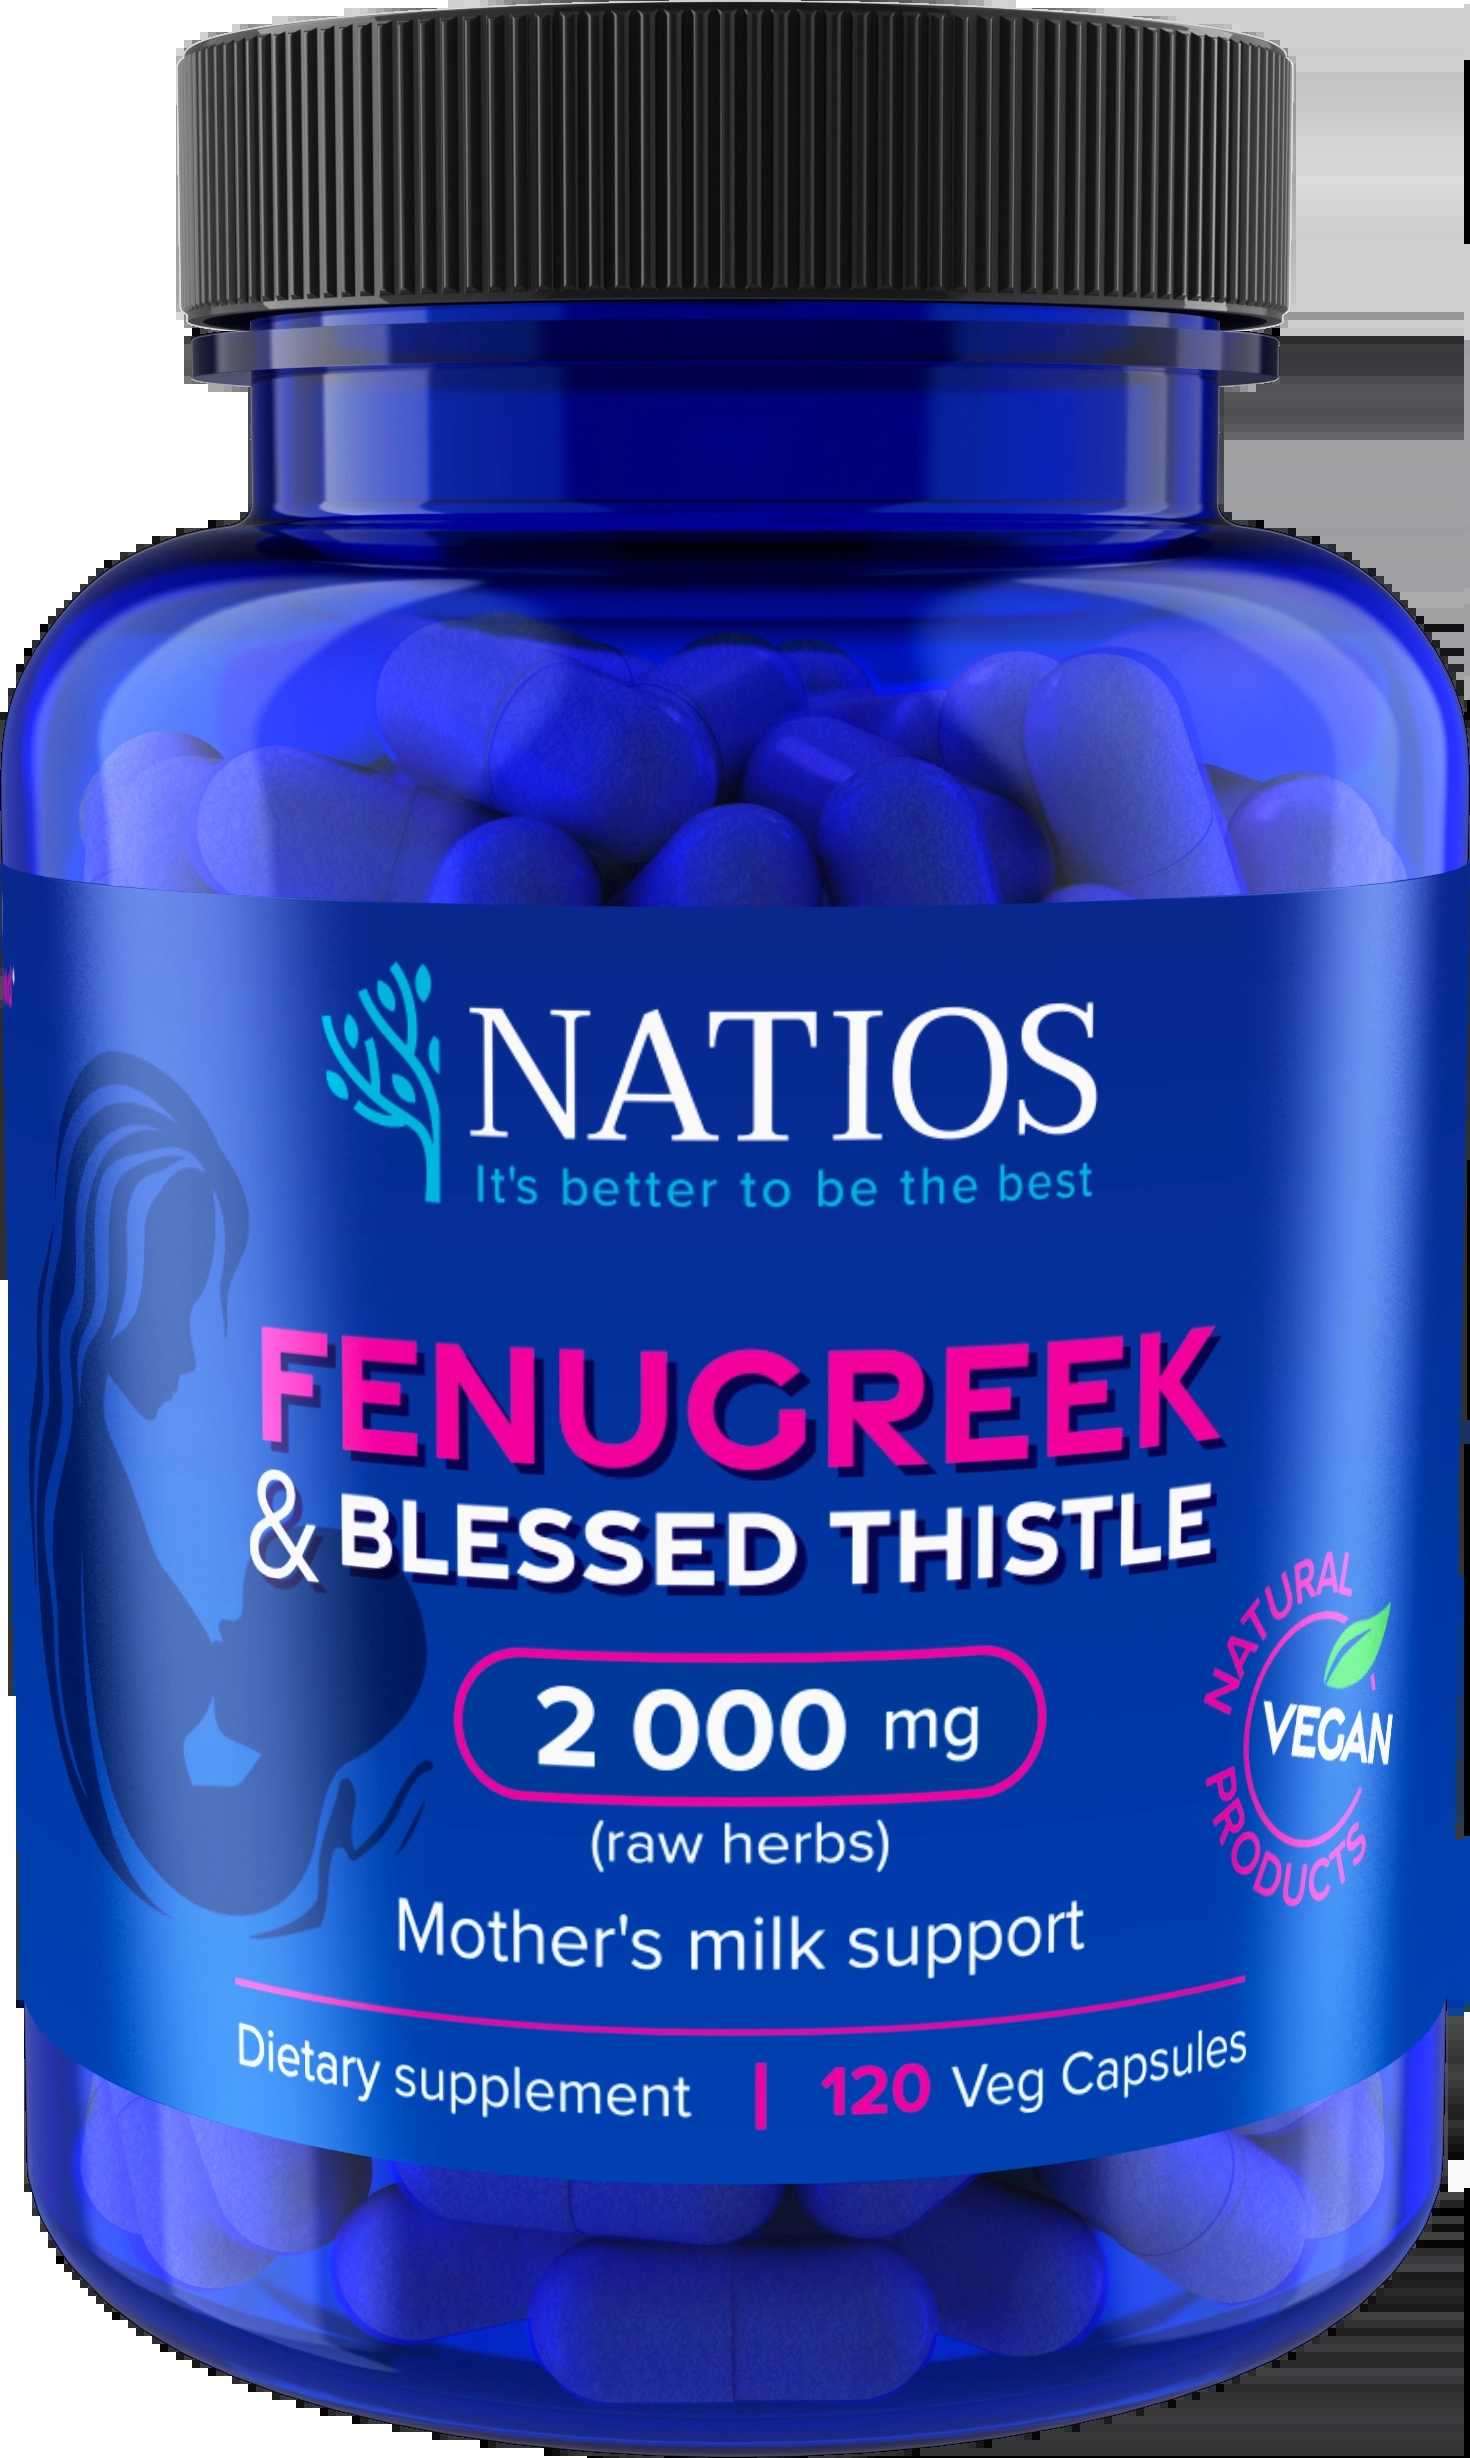 NATIOS
It's better to be the best
FENUGREEK
& BLESSED THISTLE
2 000 mg
(raw herbs)
Mother's milk support
Dietary supplement | 120 Veg Capsules
NATURAL
VEGAN
PRODUCTS